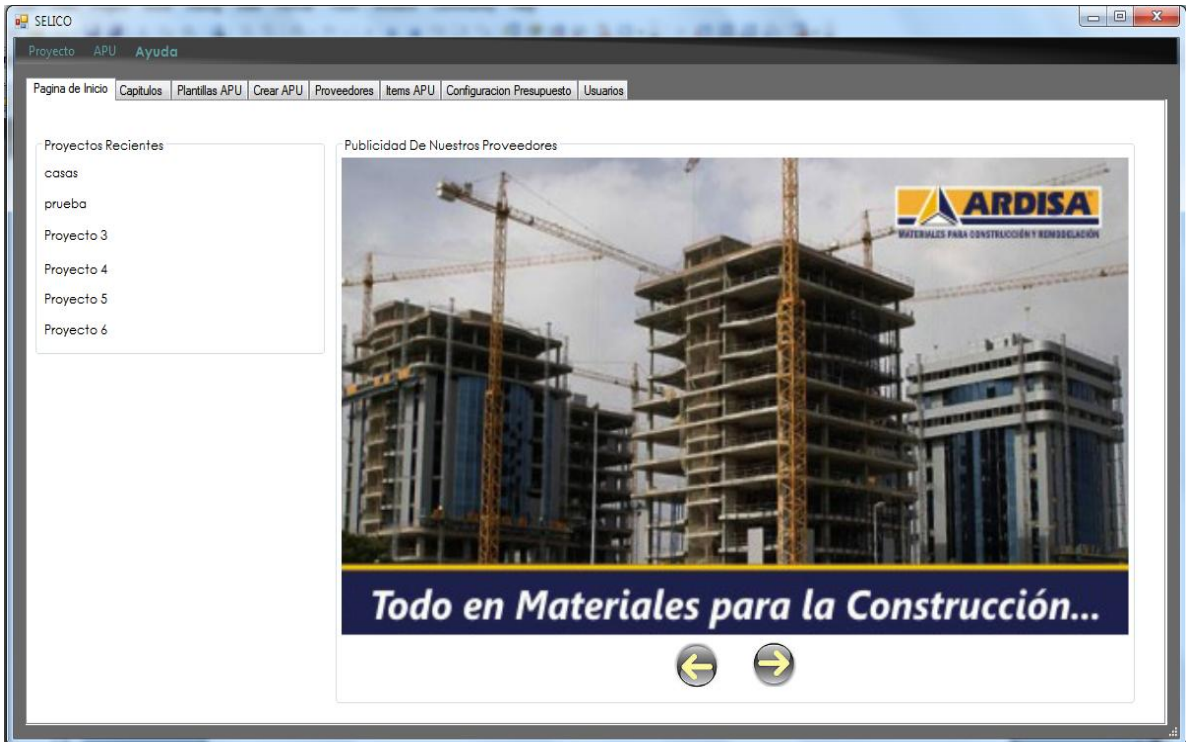 SELICO
Proyecto APU Ayuda
Pagina de Inicio Capitulos Plantillas APU Crear APU Proveedores Items APU Configuracion Presupuesto Usuarios
Proyectos Recientes
casas
prueba
Proyecto 3
Proyecto 4
Proyecto 5
Proyecto 6
Publicidad De Nuestros Proveedores
ARDISA
MATERIALES PARA CONSTRUCCIÓN Y REMODELACIÓN
Todo en Materiales para la Construcción...